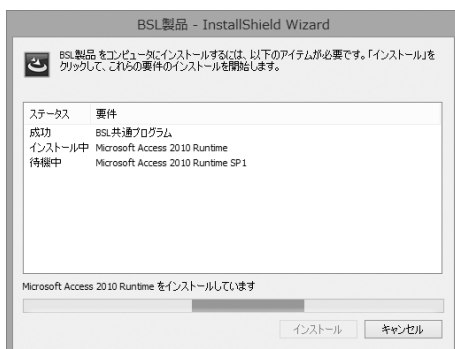 BSL製品 - InstallShield Wizard
BSL製品 をコンピュータにインストールするには、以下のアイテムが必要です。「インストール」を
クリックして、これらの要件のインストールを開始します。
ステータス 要件
成功 BSL共通プログラム
インストール中 Microsoft Access 2010 Runtime
待機中 Microsoft Access 2010 Runtime SP1
Microsoft Access 2010 Runtime をインストールしています
インストール キャンセル